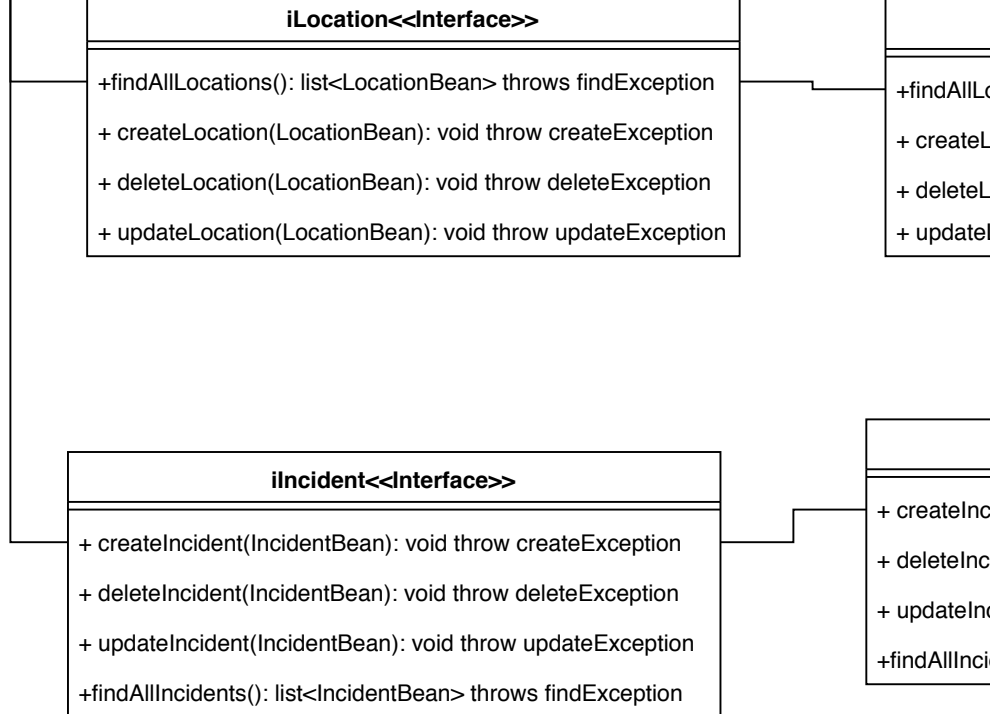 iLocation<<Interface>>
+findAllLocations(): list<LocationBean> throws findException
+ createLocation(LocationBean): void throw createException
+ deleteLocation(LocationBean): void throw deleteException
+ updateLocation(LocationBean): void throw updateException
+findAllLo
+ createL
+ deleteL
+ update
iIncident<<Interface>>
+ createIncident(IncidentBean): void throw createException
+ deleteIncident(IncidentBean): void throw deleteException
+ updateIncident(IncidentBean): void throw updateException
+findAllIncidents(): list<IncidentBean> throws findException
+ createInc
+ deleteInc
+ updateInc
+findAllInci